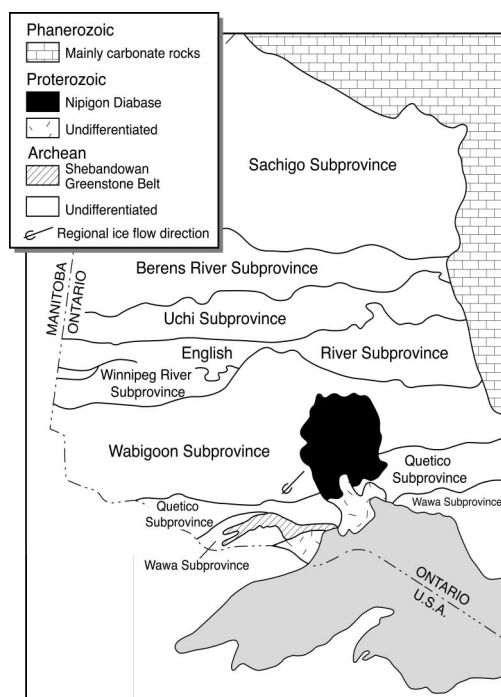 Phanerozoic
Mainly carbonate rocks
Proterozoic
Nipigon Diabase
Undifferentiated
Archean
Shebandowan
Greenstone Belt
Undifferentiated
Regional ice flow direction
Sachigo Subprovince
Berens River Subprovince
MANITOBA
ONTARIO
Uchi Subprovince
English
River Subprovince
Winnipeg River
Subprovince
Wabigoon Subprovince
Quetico
Subprovince
Wawa Subprovince
Quetico
Subprovince
Wawa Subprovince
ONTARIO
U.S.A.